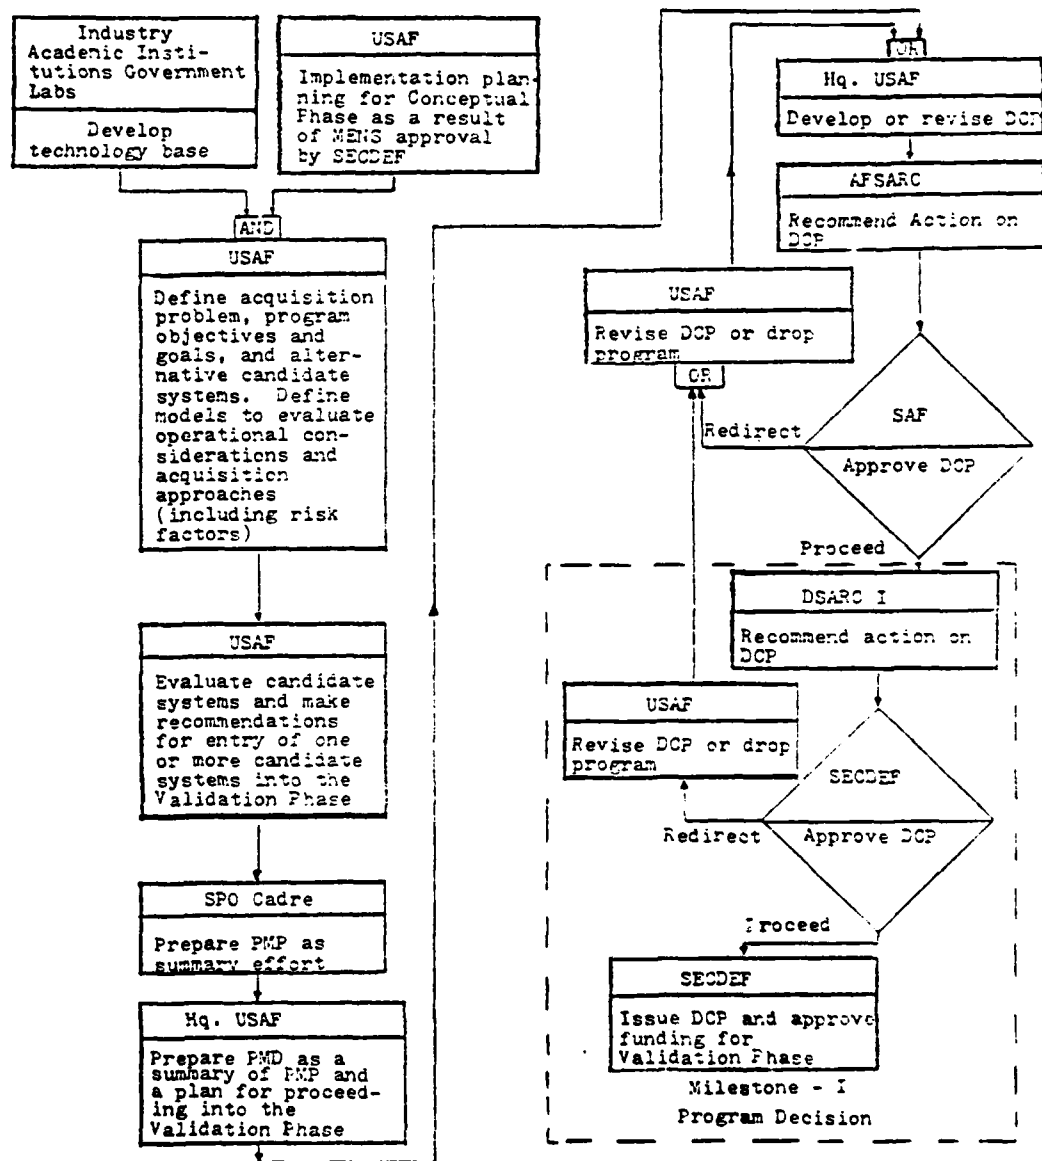 Industry
Academic Insti-
tutions Government
Labs
Develop
technology base
USAF
Implementation plan-
ning for Conceptual
Phase as a result
of MENS approval
by SECDEF
AND
USAF
Define acquisition
problem, program
objectives and
goals, and alter-
native candidate
systems. Define
models to evaluate
operational con-
siderations and
acquisition
approaches
(including risk
factors)
USAF
Evaluate candidate
systems and make
recommendations
for entry of one
or more candidate
systems into the
Validation Phase
SPO Cadre
Prepare PMP as
summary effort
Hq. USAF
Prepare PMD as a
summary of PMP and
a plan for proceed-
ing into the
Validation Phase
OR
Hq. USAF
Develop or revise DCP
AFSARC
Recommend Action on
DCP
USAF
Revise DCP or drop
program
OR
Redirect
SAF
Approve DCP
Proceed
DSARC I
Recommend action on
DCP
USAF
Revise DCP or drop
program
SECDEF
Redirect
Approve DCP
Proceed
SECDEF
Issue DCP and approve
funding for
Validation Phase
Milestone - I
Program Decision